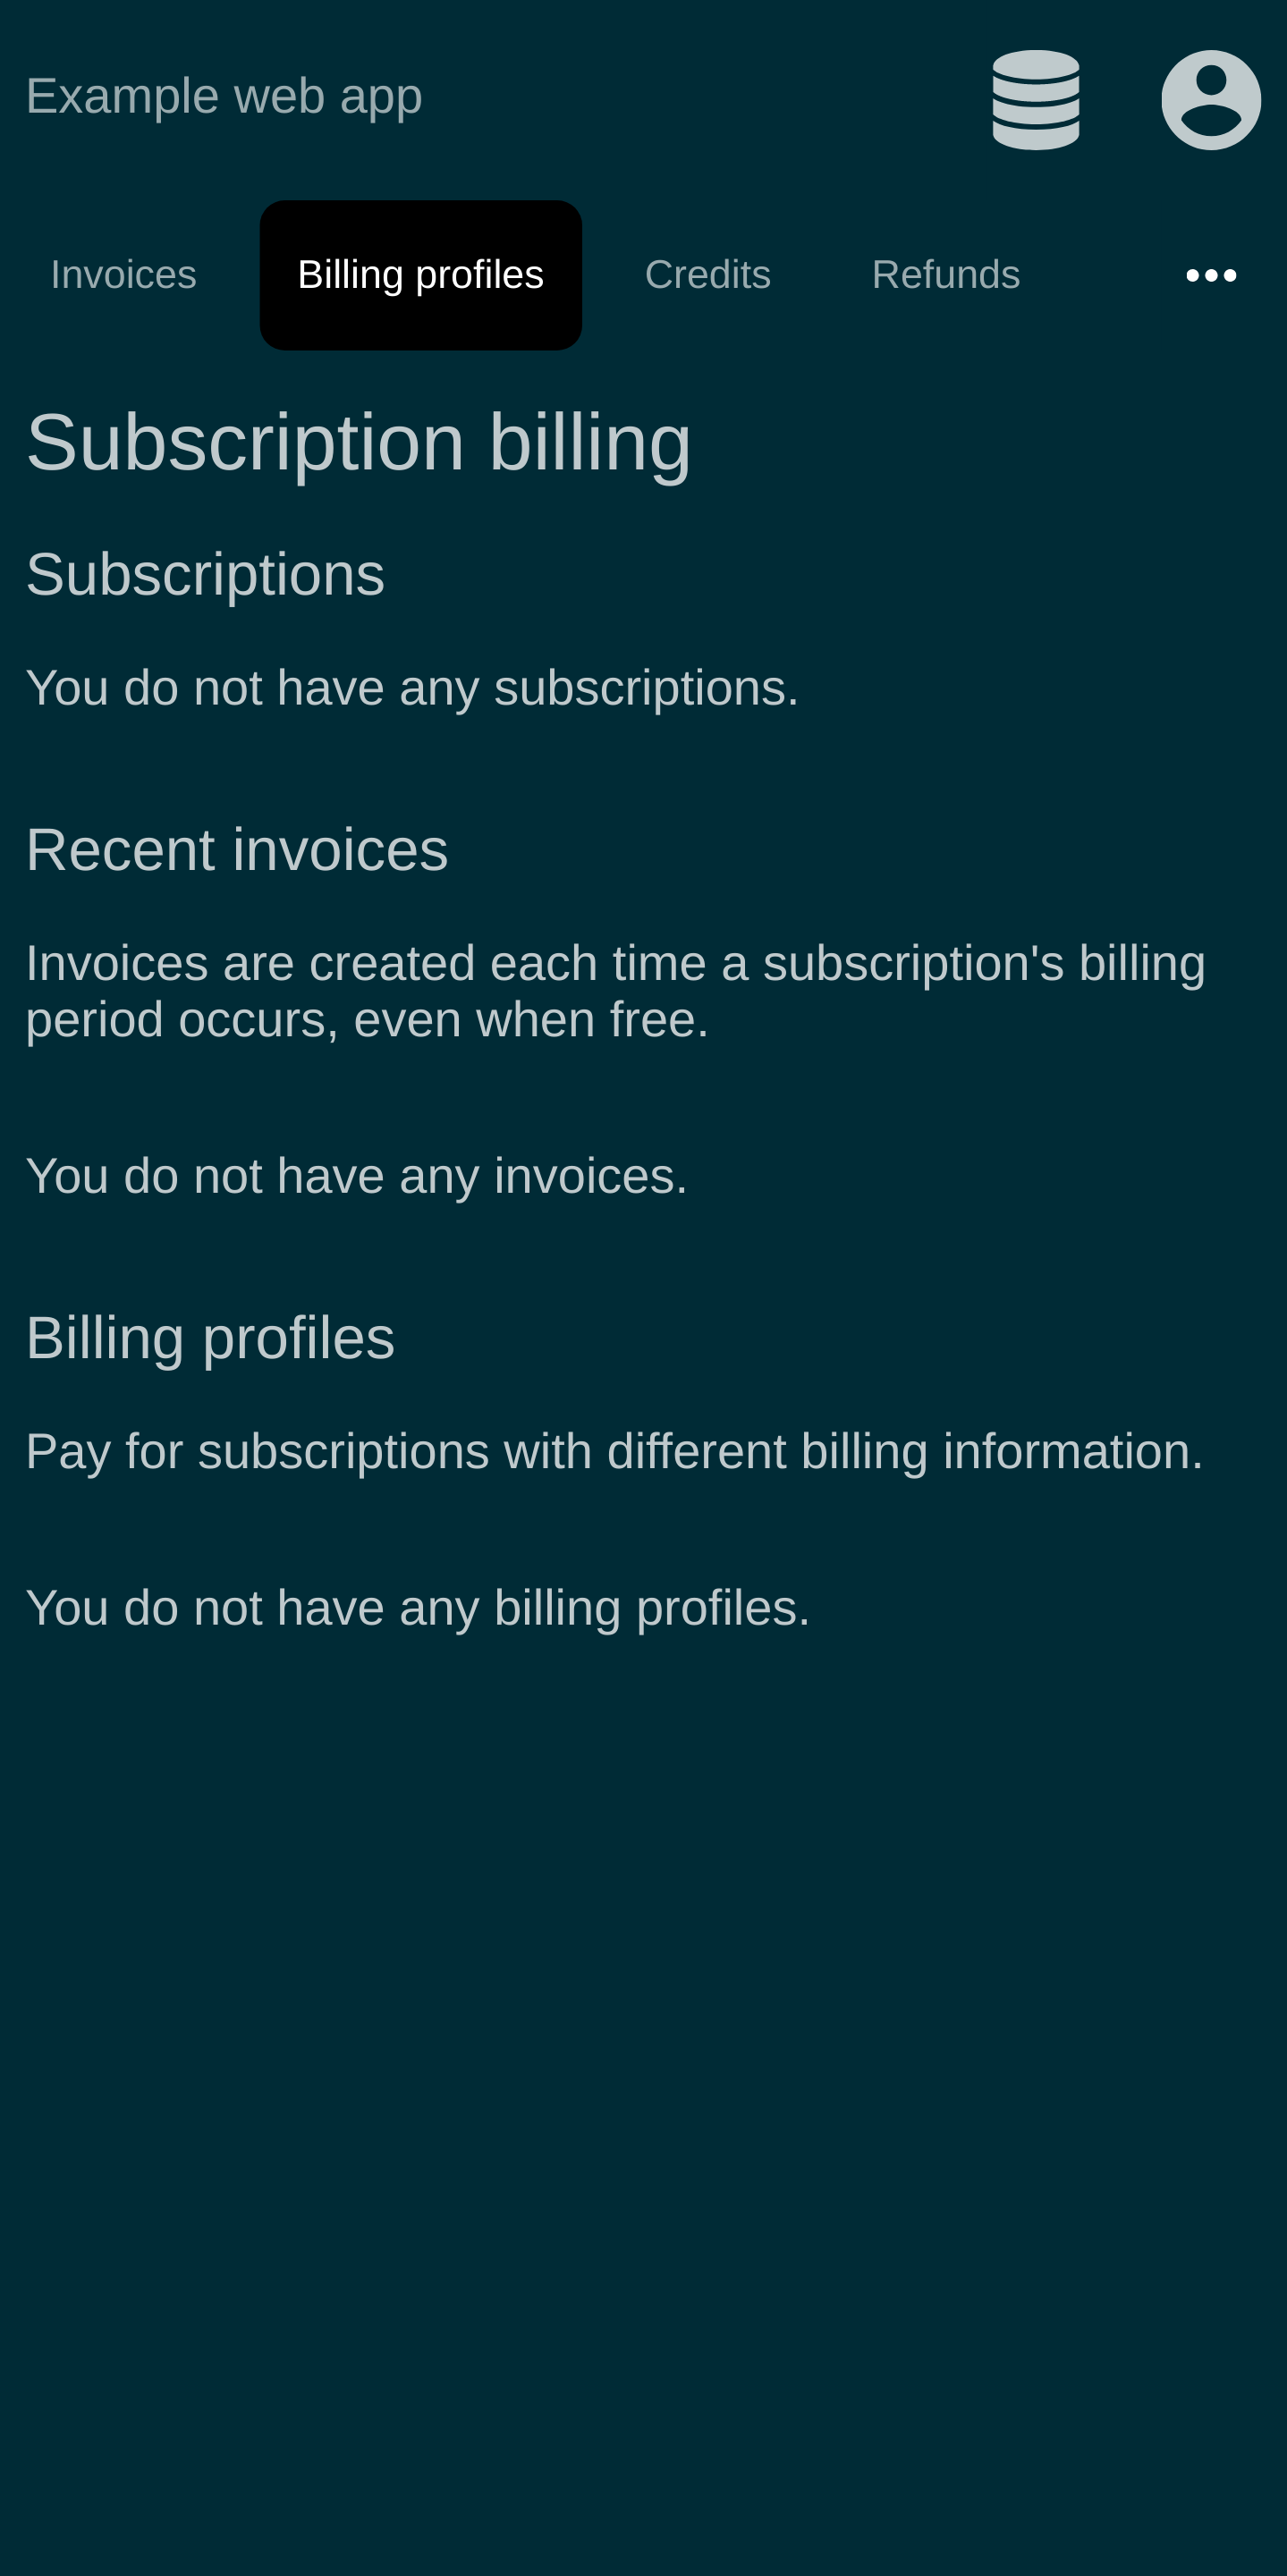 Example web app
Invoices
Billing profiles
Credits
Refunds
Subscription billing
Subscriptions
You do not have any subscriptions.
Recent invoices
Invoices are created each time a subscription's billing
period occurs, even when free.
You do not have any invoices.
Billing profiles
Pay for subscriptions with different billing information.
You do not have any billing profiles.